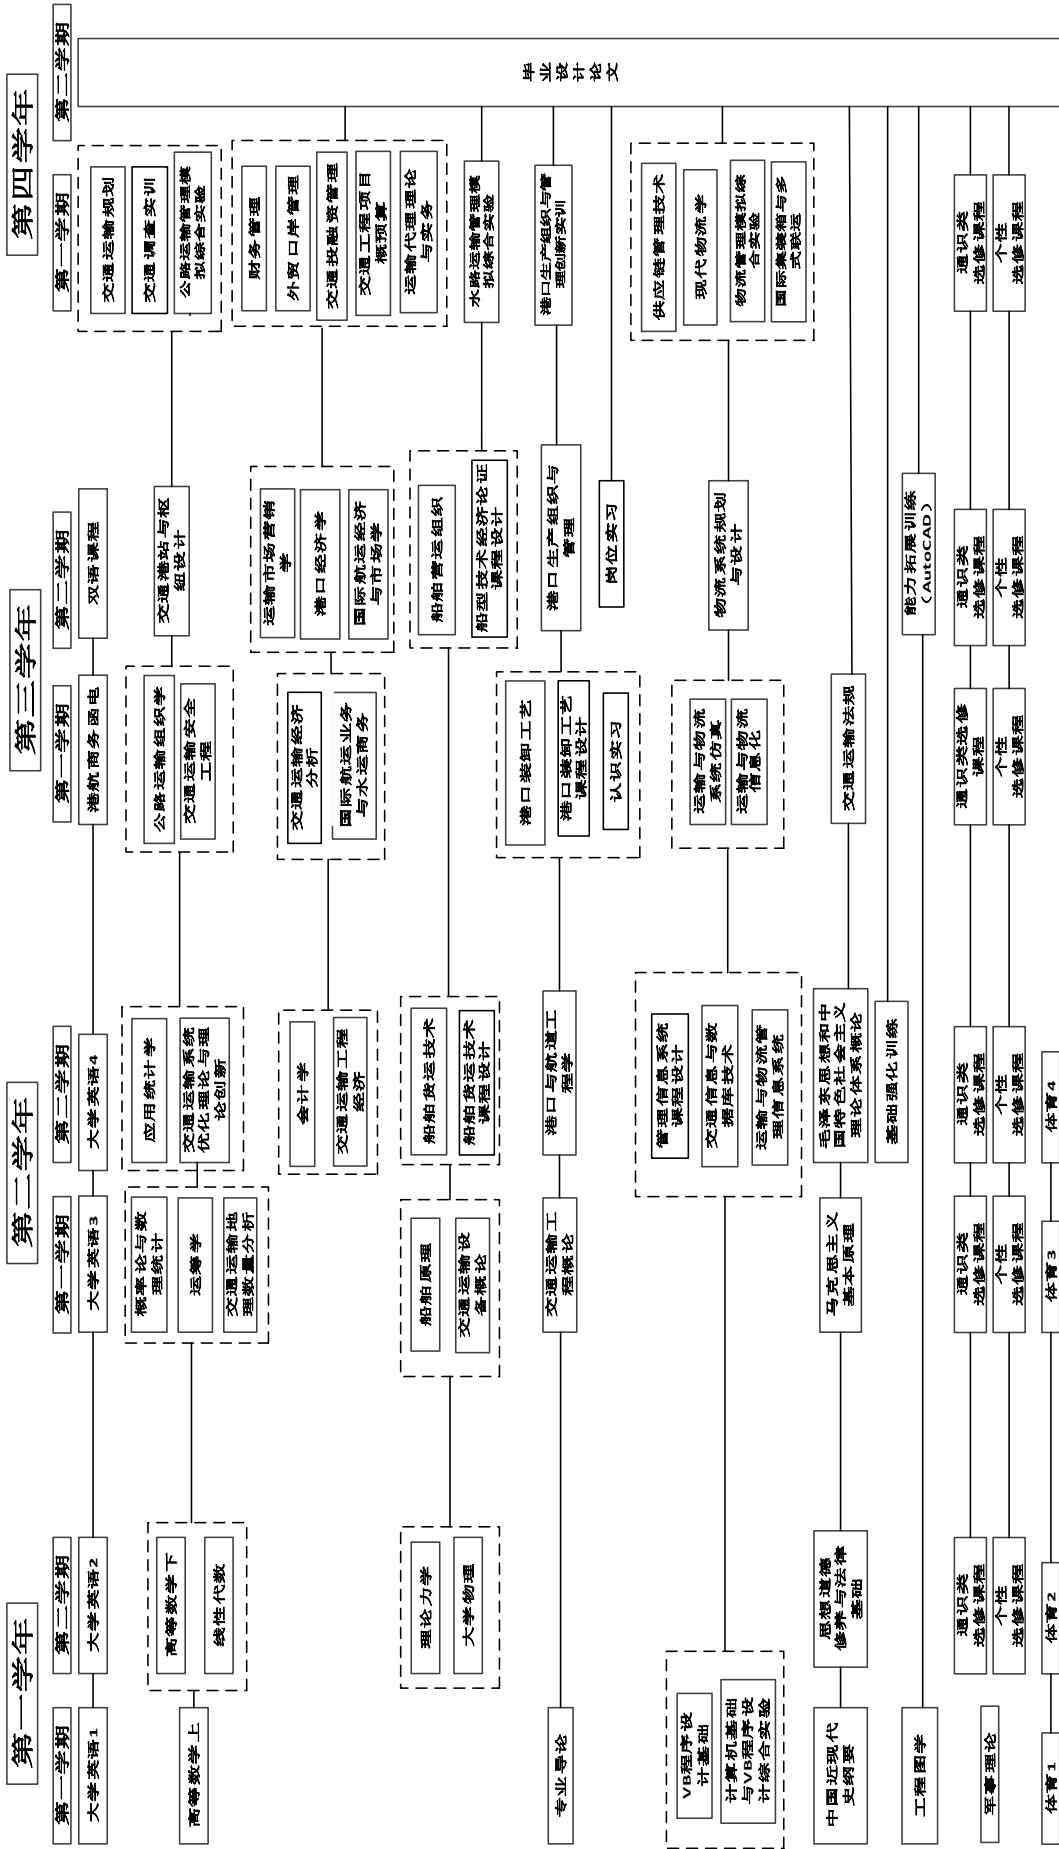 第一学年
第二学年
第三学年
第四学年
第一学期
第二学期
第一学期
第二学期
第一学期
第二学期
第一学期
第二学期
大学英语1
大学英语2
大学英语3
大学英语4
港航商务函电
双语课程
高等数学上
高等数学下
线性代数
概率论与数
理统计
运筹学
交通运输地
理数量分析
应用统计学
交通运输系统
优化理论与理
论创新
公路运输组织学
交通运输安全
工程
交通港站与枢
纽设计
交通运输规划
交通调查实训
公路运输管理模
拟综合实验
会计学
交通运输工程
经济
交通运输经济
分析
国际航运业务
与水运商务
运输市场营销
学
港口经济学
国际航运经济
与市场学
财务管理
外贸口岸管理
交通投融资管理
交通工程项目
概预算
运输代理理论
与实务
理论力学
大学物理
船舶原理
交通运输设
备概论
船舶货运技术
船舶货运技术
课程设计
船舶营运组织
船型技术经济论证
课程设计
水路运输管理模
拟综合实验
专业导论
交通运输工
程概论
港口与航道工
程学
港口装卸工艺
港口装卸工艺
课程设计
认识实习
港口生产组织与
管理
岗位实习
港口生产组织与管
理创新实训
VB程序设
计基础
计算机基础
与VB程序设
计综合实验
管理信息系统
课程设计
交通信息与数
据库技术
运输与物流管
理信息系统
运输与物流
系统仿真
运输与物流
信息化
物流系统规划
与设计
供应链管理技术
现代物流学
物流管理模拟综
合实验
国际集装箱与多
式联运
中国近现代
史纲要
思想道德
修养与法律
基础
马克思主义
基本原理
毛泽东思想和中
国特色社会主义
理论体系概论
交通运输法规
基础强化训练
工程图学
能力拓展训练
（AutoCAD）
军事理论
通识类
选修课程
通识类
选修课程
通识类
选修课程
通识类选修
课程
通识类
选修课程
通识类
选修课程
个性
选修课程
个性
选修课程
个性
选修课程
个性
选修课程
个性
选修课程
个性
选修课程
体育1
体育2
体育3
体育4
毕业设计论文